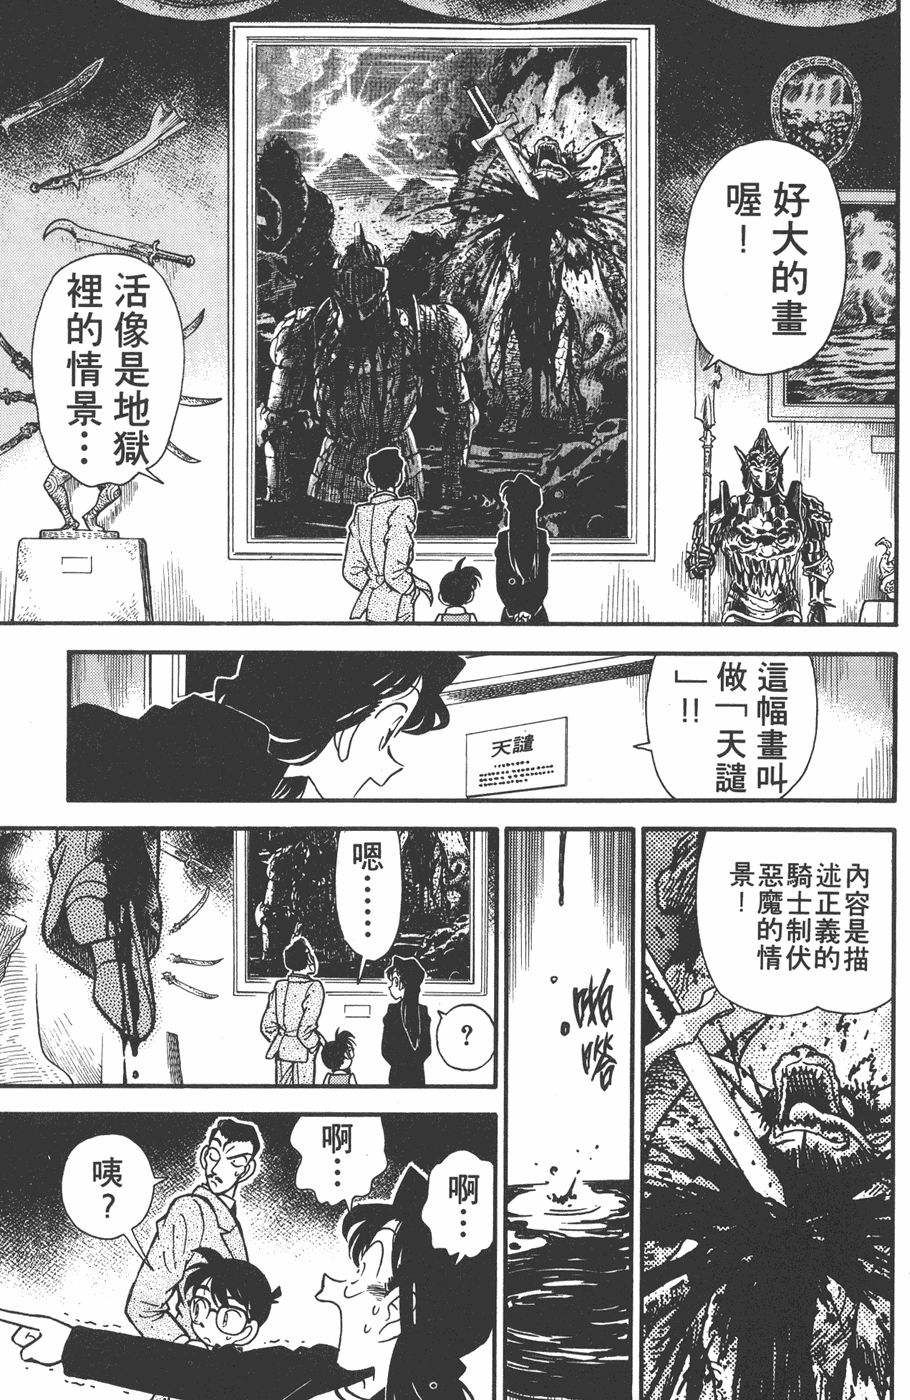 好大的畫
喔！
活像是地獄
裡的情景…
這幅畫叫
做「天譴
」!!
天譴
內容是描
述正義的
騎士制伏
惡魔的情
景！
啪
嗒
嗯……
？
啊…
啊…
咦？